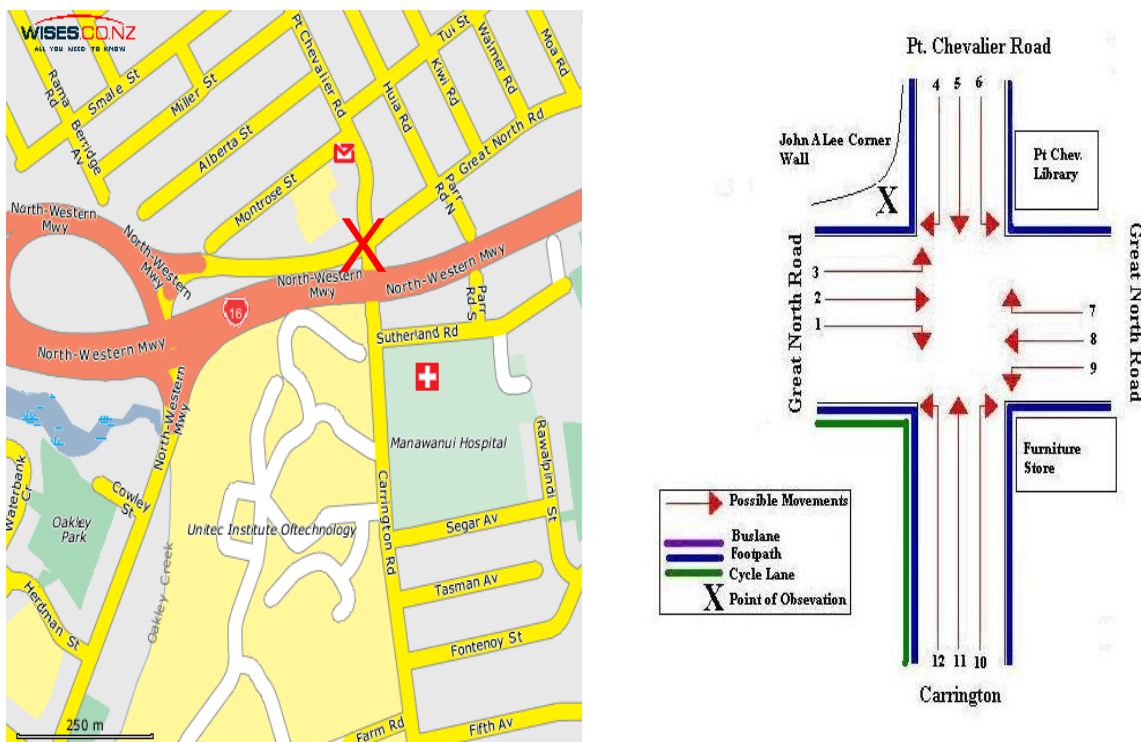 WISES.CO.NZ
ALL YOU NEED TO KNOW
Rama
Rd
Smale St
Berridge
Av
Miller St
Alberta St
Montrose St
Pt Chevalier Rd
Tui St
Huia Rd
Kiwi Rd
Waimer Rd
Moa Rd
Great North Rd
Parr
Rd N
X
North-Western
Mwy
North-Western
Mwy
North-Western
Mwy
North-Western Mwy
16
North-Western Mwy
North-Western
Mwy
Parr
Rd S
Sutherland Rd
Manawanui Hospital
Rawalpindi St
Carrington Rd
Unitec Institute Oftechnology
Segar Av
Tasman Av
Fontenoy St
Fifth Av
Farm Rd
Waterbank
Cr
Cowley
St
Oakley
Park
Oakley Creek
Herdman St
250 m
Pt. Chevalier Road
4 5 6
John A Lee Corner
Wall
X
Pt Chev.
Library
Great North Road
3
2
1
7
8
9
Great North Road
Furniture
Store
12 11 10
Carrington
Possible Movements
Buslane
Footpath
Cycle Lane
X Point of Obsevation